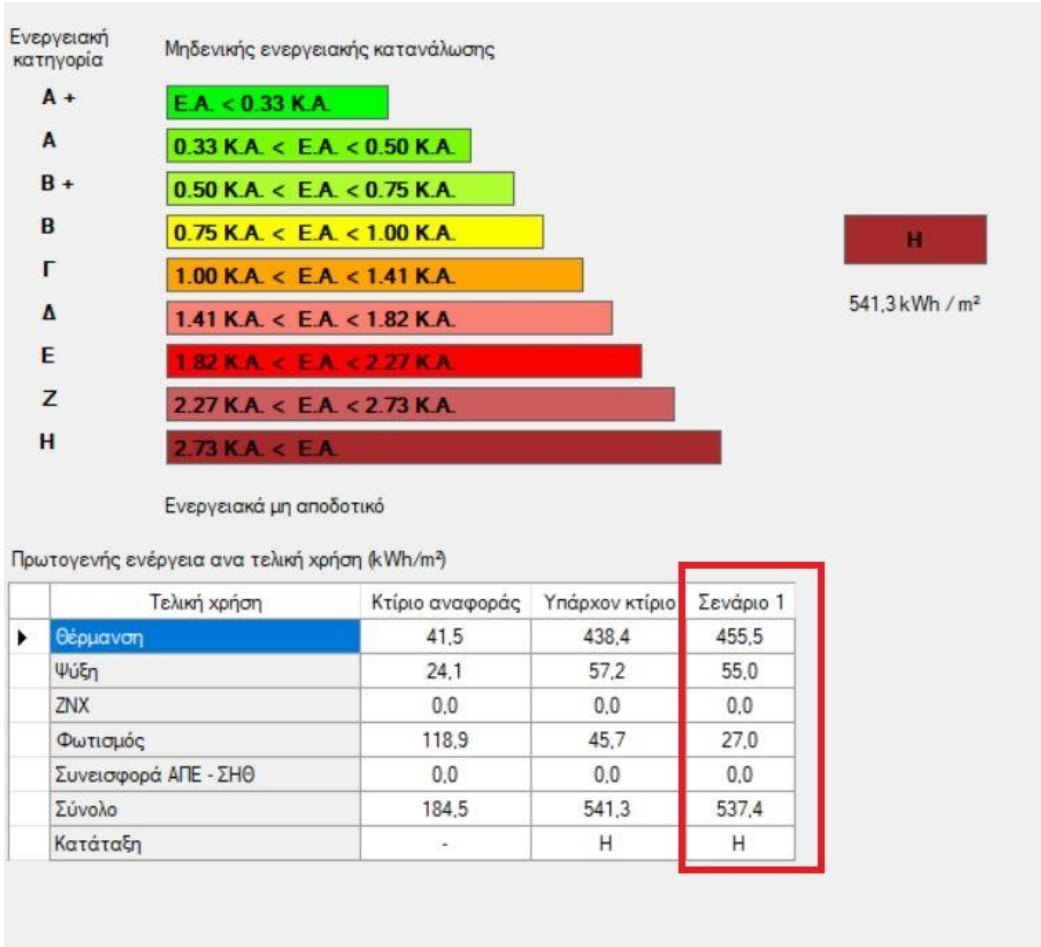 Ενεργειακή
κατηγορία
Μηδενικής ενεργειακής κατανάλωσης
A + E.A. < 0.33 K.A.
A 0.33 K.A. < E.A. < 0.50 K.A.
B + 0.50 K.A. < E.A. < 0.75 K.A.
B 0.75 K.A. < E.A. < 1.00 K.A.
Γ 1.00 K.A. < E.A. < 1.41 K.A.
Δ 1.41 K.A. < E.A. < 1.82 K.A.
E 1.82 K.A. < E.A. < 2.27 K.A.
Z 2.27 K.A. < E.A. < 2.73 K.A.
H 2.73 K.A. < E.A.
H
541,3 kWh / m²
Ενεργειακά μη αποδοτικό
Πρωτογενής ενέργεια ανα τελική χρήση (kWh/m²)
Τελική χρήση Κτίριο αναφοράς Υπάρχον κτίριο Σενάριο 1
Θέρμανση 41,5 438,4 455,5
Ψύξη 24,1 57,2 55,0
ΖΝΧ 0,0 0,0 0,0
Φωτισμός 118,9 45,7 27,0
Συνεισφορά ΑΠΕ - ΣΗΘ 0,0 0,0 0,0
Σύνολο 184,5 541,3 537,4
Κατάταξη - H H